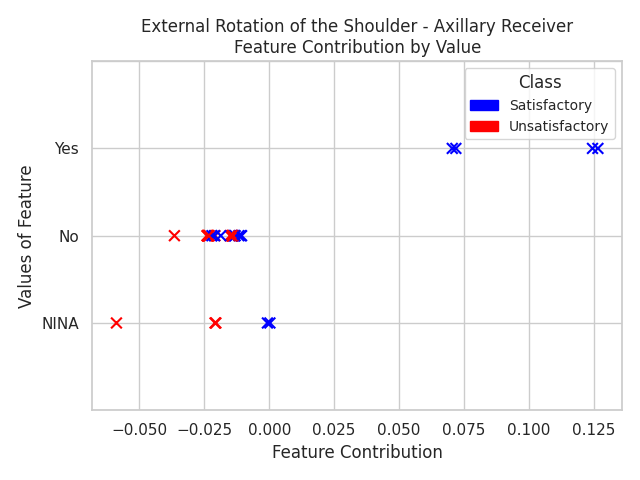 External Rotation of the Shoulder - Axillary Receiver
Feature Contribution by Value
Class
Satisfactory
Unsatisfactory
Values of Feature
Yes
No
NINA
−0.050 −0.025 0.000 0.025 0.050 0.075 0.100 0.125
Feature Contribution